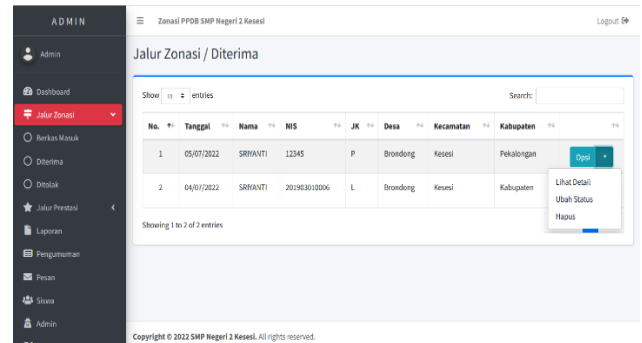 ADMIN
Zonasi PPDB SMP Negeri 2 Kesesi
Logout
Admin
Jalur Zonasi / Diterima
Dashboard
Jalur Zonasi
Berkas Masuk
Diterima
Ditolak
Jalur Prestasi
Laporan
Pengumuman
Pesan
Siswa
Admin
Show 10 entries
Search:
No. Tanggal Nama NIS JK Desa Kecamatan Kabupaten
1 05/07/2022 SRIYANTI 12345 P Brondong Kesesi Pekalongan Opsi
2 04/07/2022 SRIYANTI 201903010006 L Brondong Kesesi Kabupaten
Lihat Detail
Ubah Status
Hapus
Showing 1 to 2 of 2 entries
Copyright © 2022 SMP Negeri 2 Kesesi. All rights reserved.